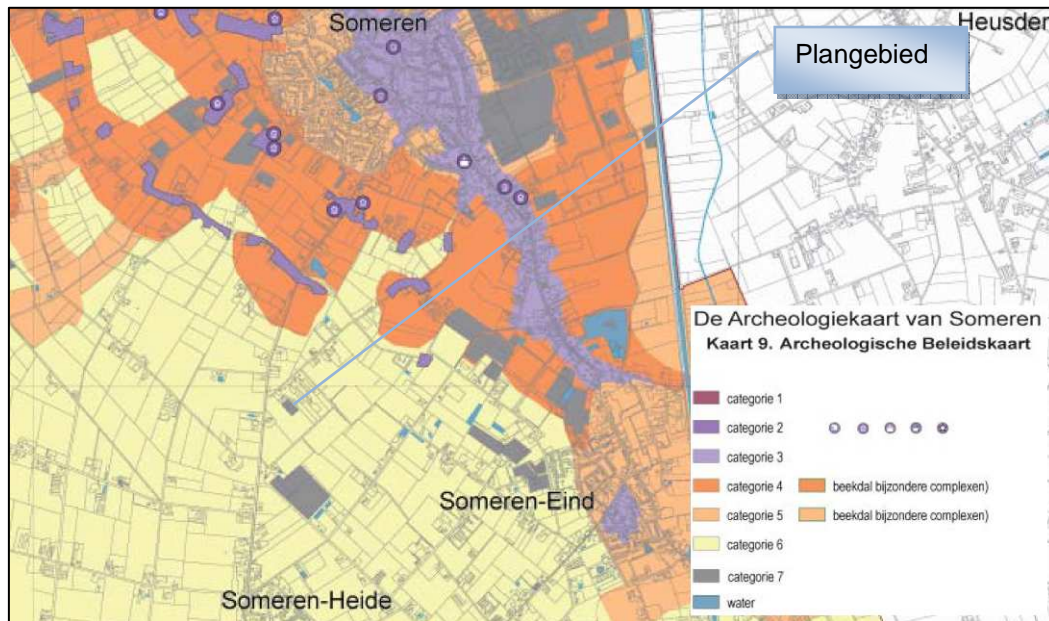 Someren
Heusden
Plangebied
De Archeologiekaart van Someren
Kaart 9. Archeologische Beleidskaart
categorie 1
categorie 2
categorie 3
categorie 4 beekdal bijzondere complexen)
categorie 5 beekdal bijzondere complexen)
categorie 6
categorie 7
water
Someren-Eind
Someren-Heide